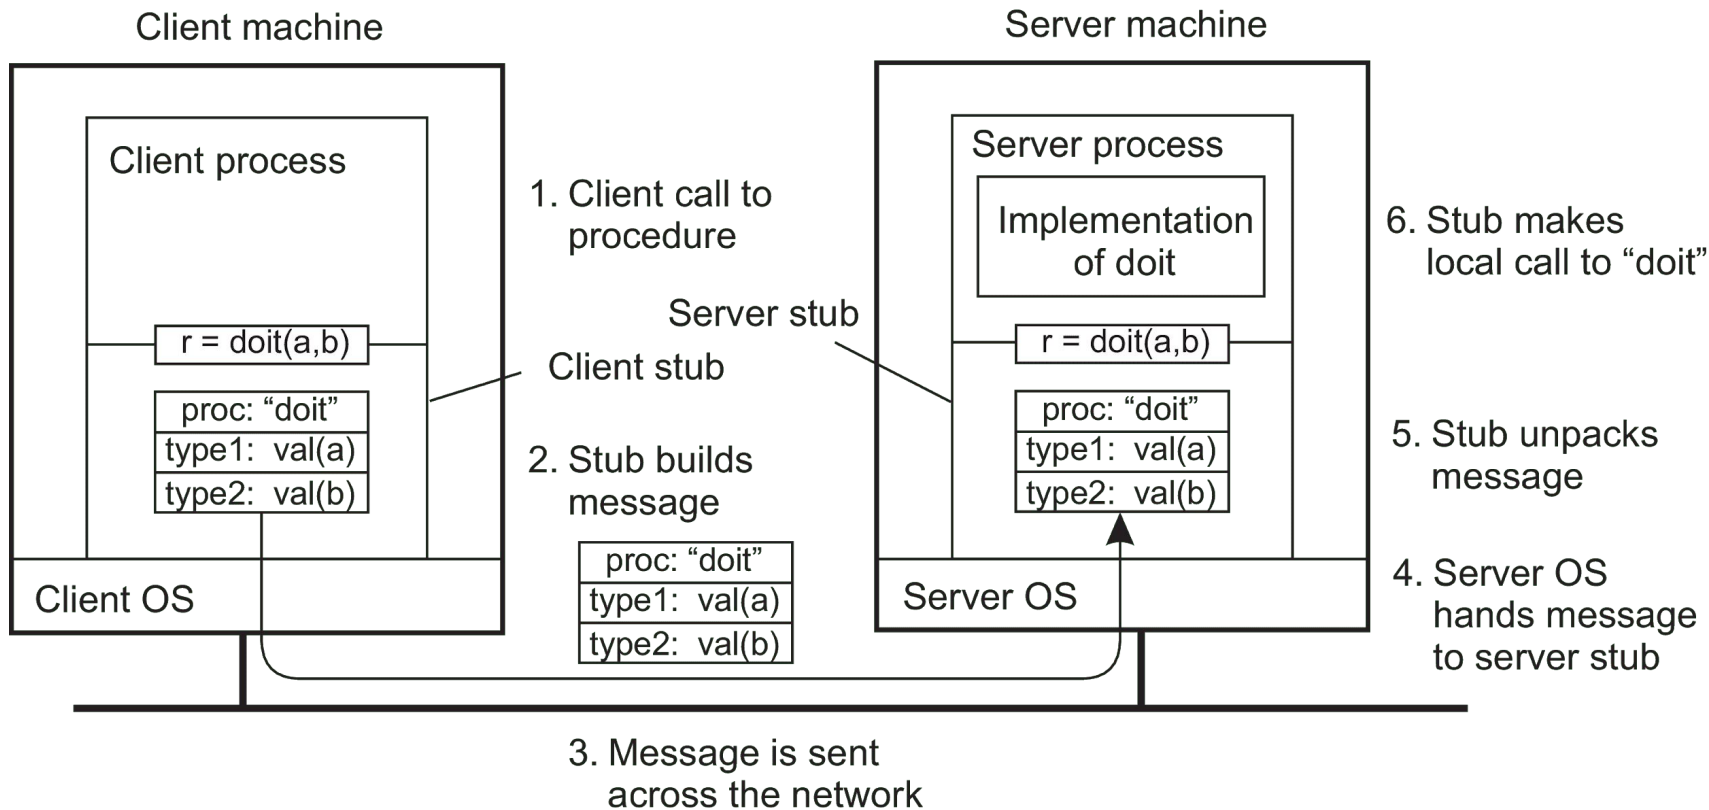 Client machine
Server machine
Client process
1. Client call to
procedure
Server process
Implementation
of doit
6. Stub makes
local call to “doit”
Server stub
r = doit(a,b)
Client stub
r = doit(a,b)
proc: “doit”
type1: val(a)
type2: val(b)
2. Stub builds
message
proc: “doit”
type1: val(a)
type2: val(b)
proc: “doit”
type1: val(a)
type2: val(b)
5. Stub unpacks
message
Client OS
Server OS
4. Server OS
hands message
to server stub
3. Message is sent
across the network